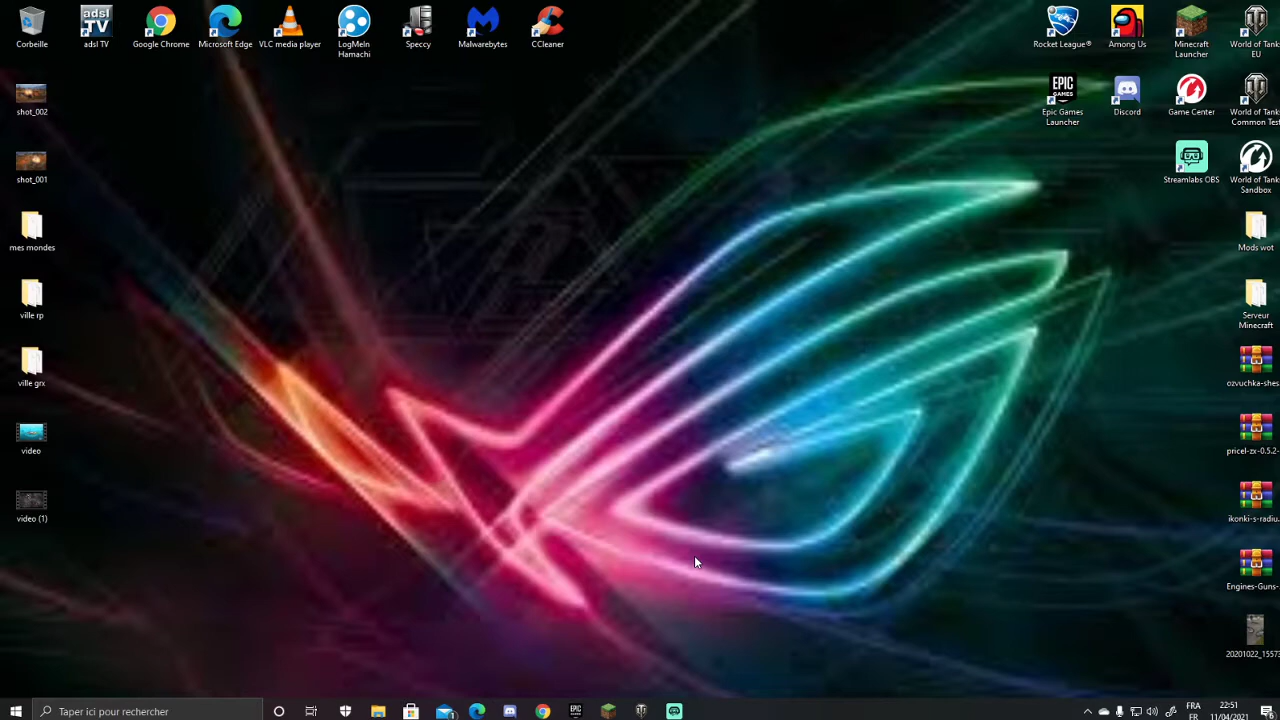 Corbeille
adsl TV
Google Chrome
Microsoft Edge
VLC media player
LogMeIn
Hamachi
Speccy
Malwarebytes
CCleaner
Rocket League®
Among Us
Minecraft
Launcher
World of Tank
EU
shot_002
EPIC
GAMES
Epic Games
Launcher
Discord
Game Center
World of Tank
Common Test
shot_001
Streamlabs OBS
World of Tank
Sandbox
mes mondes
Mods wot
ville rp
Serveur
Minecraft
ville grx
ozvuchka-shes
video
pricel-zx-0.5.2-
video (1)
ikonki-s-radiu
Engines-Guns-
20201022_15573
Taper ici pour rechercher
FRA
FR
22:51
11/04/2021